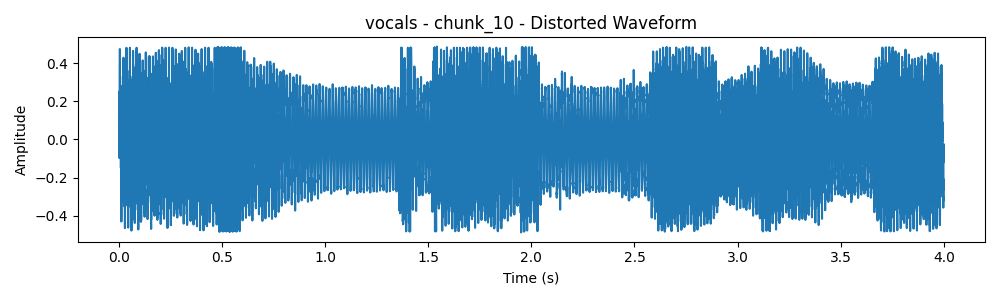 vocals - chunk_10 - Distorted Waveform
Amplitude
0.4
0.2
0.0
−0.2
−0.4
0.0 0.5 1.0 1.5 2.0 2.5 3.0 3.5 4.0
Time (s)